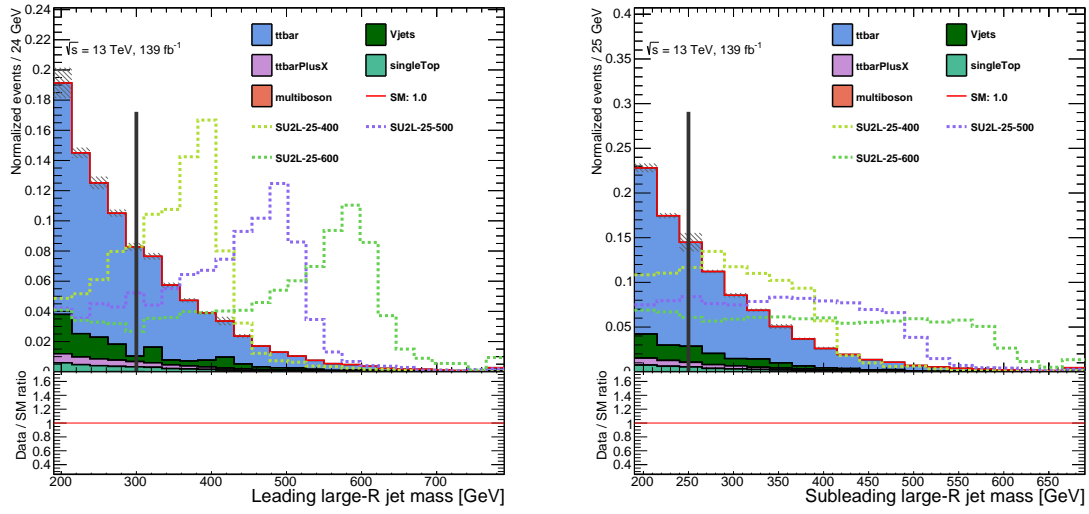 Normalized events / 24 GeV
0.24
0.22
0.2
0.18
0.16
0.14
0.12
0.1
0.08
0.06
0.04
0.02
0
√s = 13 TeV, 139 fb⁻¹
ttbar
Vjets
ttbarPlusX
singleTop
multiboson
SM: 1.0
SU2L-25-400
SU2L-25-500
SU2L-25-600
Data / SM ratio
1.6
1.4
1.2
1
0.8
0.6
0.4
200 300 400 500 600 700
Leading large-R jet mass [GeV]
Normalized events / 25 GeV
0.4
0.35
0.3
0.25
0.2
0.15
0.1
0.05
0
√s = 13 TeV, 139 fb⁻¹
ttbar
Vjets
ttbarPlusX
singleTop
multiboson
SM: 1.0
SU2L-25-400
SU2L-25-500
SU2L-25-600
Data / SM ratio
1.6
1.4
1.2
1
0.8
0.6
0.4
200 250 300 350 400 450 500 550 600 650
Subleading large-R jet mass [GeV]